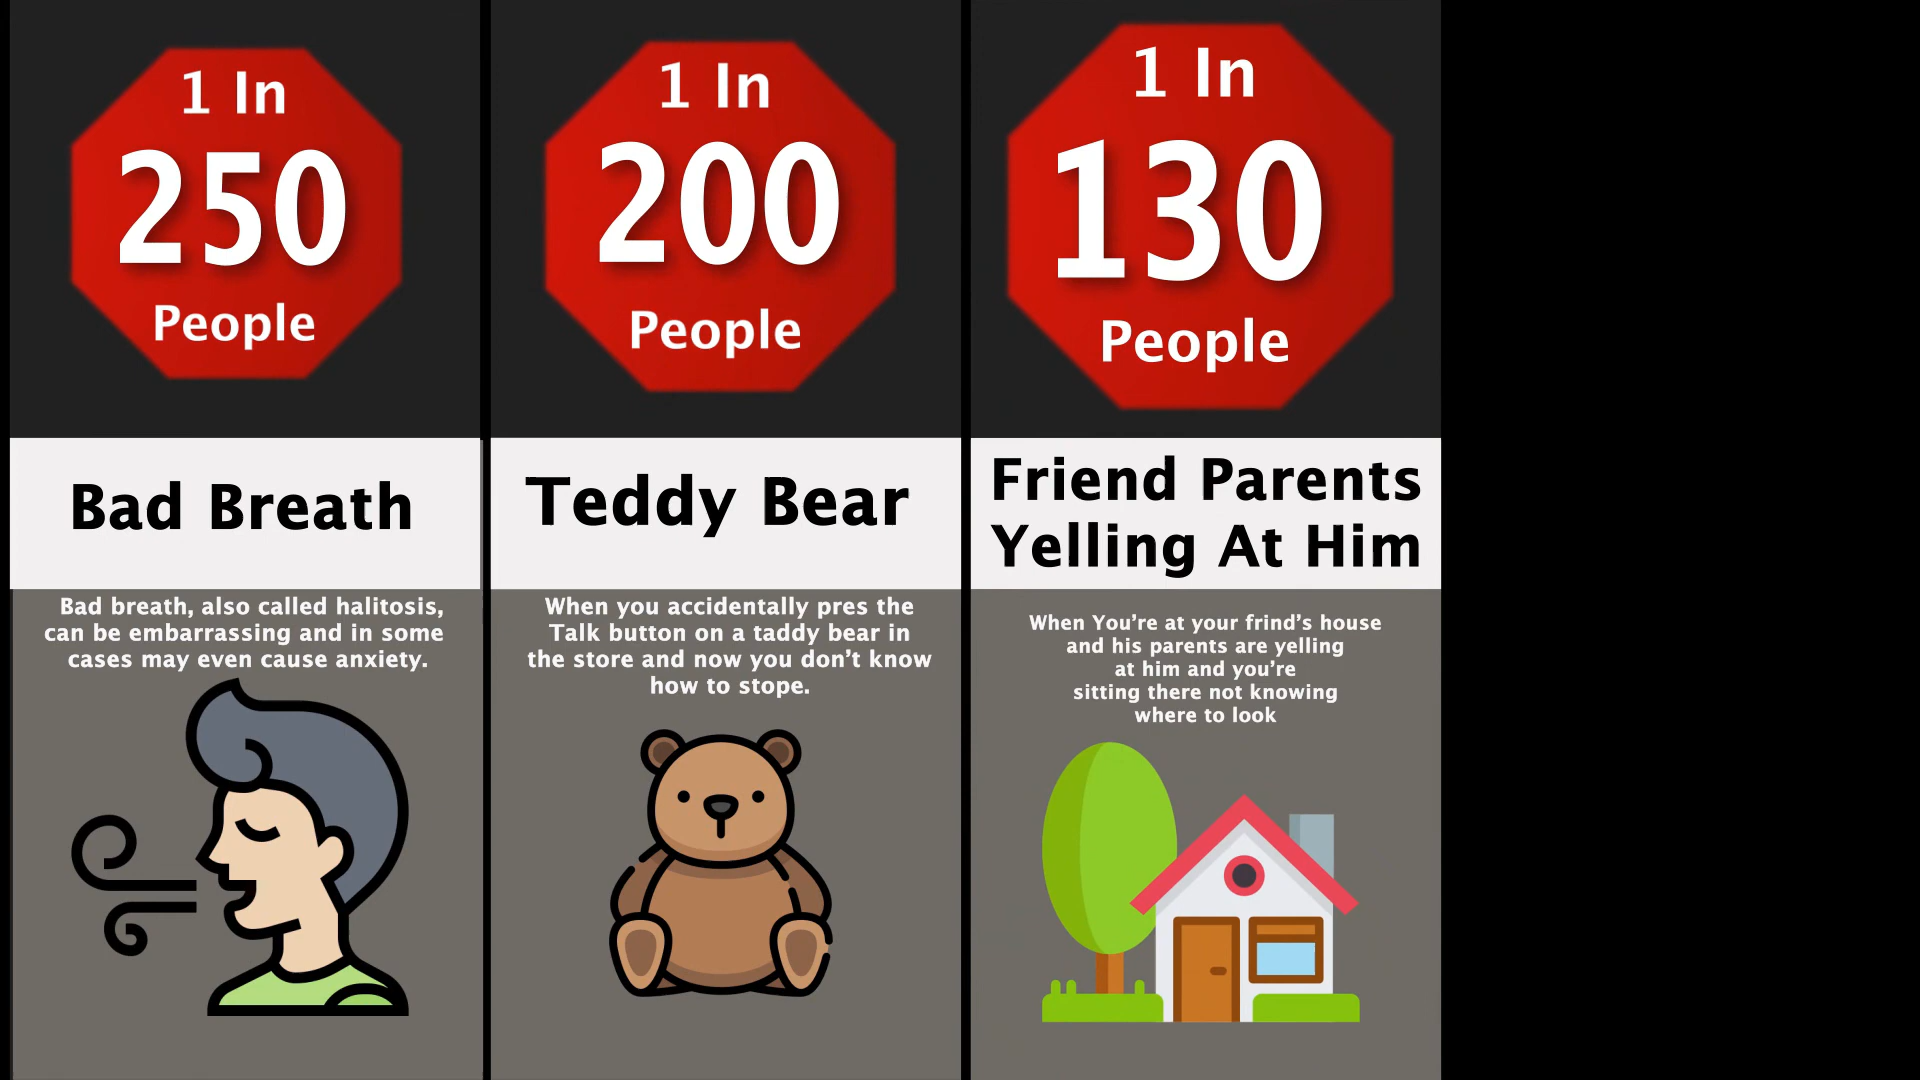 1 In
250
People
Bad Breath
Bad breath, also called halitosis,
can be embarrassing and in some
cases may even cause anxiety.
1 In
200
People
Teddy Bear
When you accidentally pres the
Talk button on a taddy bear in
the store and now you don't know
how to stope.
1 In
130
People
Friend Parents
Yelling At Him
When You're at your frind's house
and his parents are yelling
at him and you're
sitting there not knowing
where to look